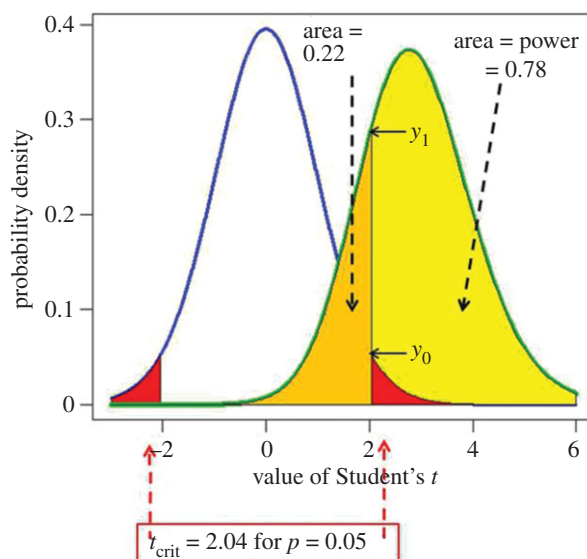 0.4
area =
0.22
area = power
= 0.78
0.3
y1
0.2
0.1
y0
0
probability density
−2 0 2 4 6
value of Student’s t
tcrit = 2.04 for p = 0.05